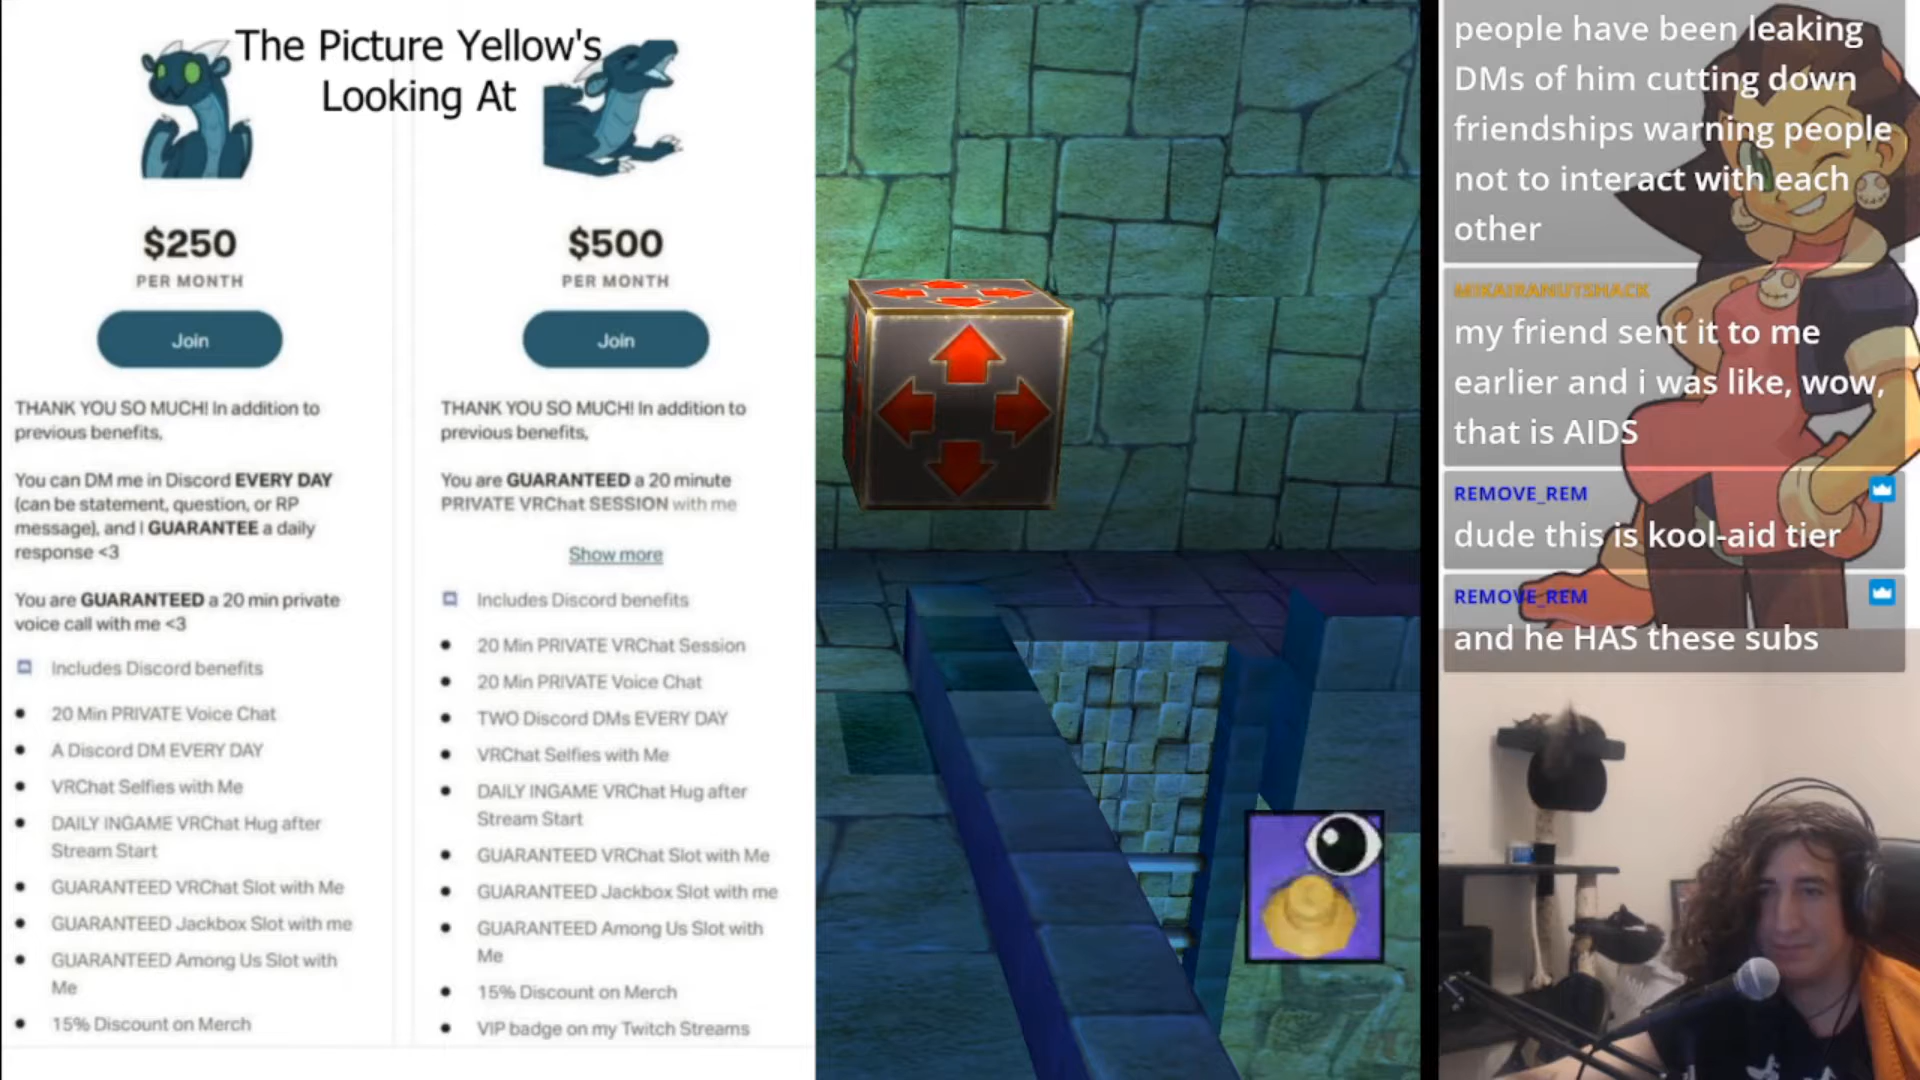 The Picture Yellow's
Looking At
$250
PER MONTH
Join
THANK YOU SO MUCH! In addition to
previous benefits,
You can DM me in Discord EVERY DAY
(can be statement, question, or RP
message), and I GUARANTEE a daily
response <3
You are GUARANTEED a 20 min private
voice call with me <3
Includes Discord benefits
20 Min PRIVATE Voice Chat
A Discord DM EVERY DAY
VRChat Selfies with Me
DAILY INGAME VRChat Hug after
Stream Start
GUARANTEED VRChat Slot with Me
GUARANTEED Jackbox Slot with me
GUARANTEED Among Us Slot with
Me
15% Discount on Merch
$500
PER MONTH
Join
THANK YOU SO MUCH! In addition to
previous benefits,
You are GUARANTEED a 20 minute
PRIVATE VRChat SESSION with me
Show more
Includes Discord benefits
20 Min PRIVATE VRChat Session
20 Min PRIVATE Voice Chat
TWO Discord DMs EVERY DAY
VRChat Selfies with Me
DAILY INGAME VRChat Hug after
Stream Start
GUARANTEED VRChat Slot with Me
GUARANTEED Jackbox Slot with me
GUARANTEED Among Us Slot with
Me
15% Discount on Merch
VIP badge on my Twitch Streams
people have been leaking
DMs of him cutting down
friendships warning people
not to interact with each
other
MIKAIRANUTSHACK
my friend sent it to me
earlier and i was like, wow,
that is AIDS
REMOVE_REM
dude this is kool-aid tier
REMOVE_REM
and he HAS these subs